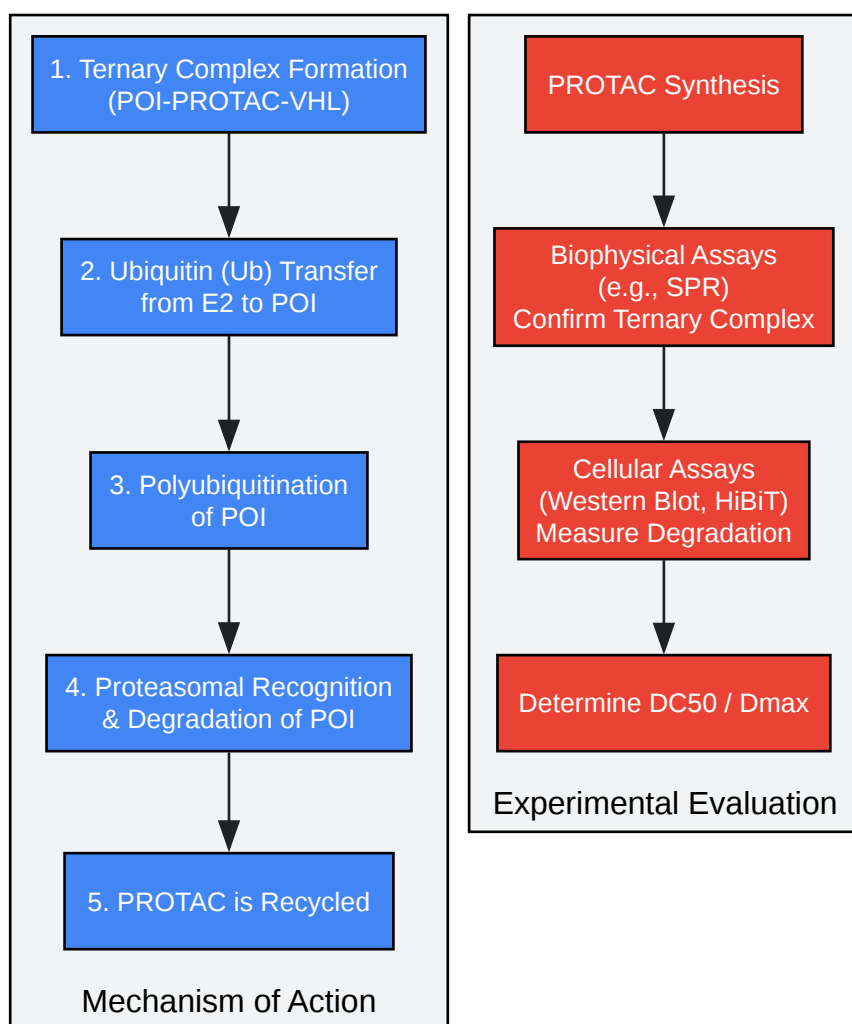 1. Ternary Complex Formation
(POI-PROTAC-VHL)
2. Ubiquitin (Ub) Transfer
from E2 to POI
3. Polyubiquitination
of POI
4. Proteasomal Recognition
& Degradation of POI
5. PROTAC is Recycled
Mechanism of Action
PROTAC Synthesis
Biophysical Assays
(e.g., SPR)
Confirm Ternary Complex
Cellular Assays
(Western Blot, HiBiT)
Measure Degradation
Determine DC50 / Dmax
Experimental Evaluation